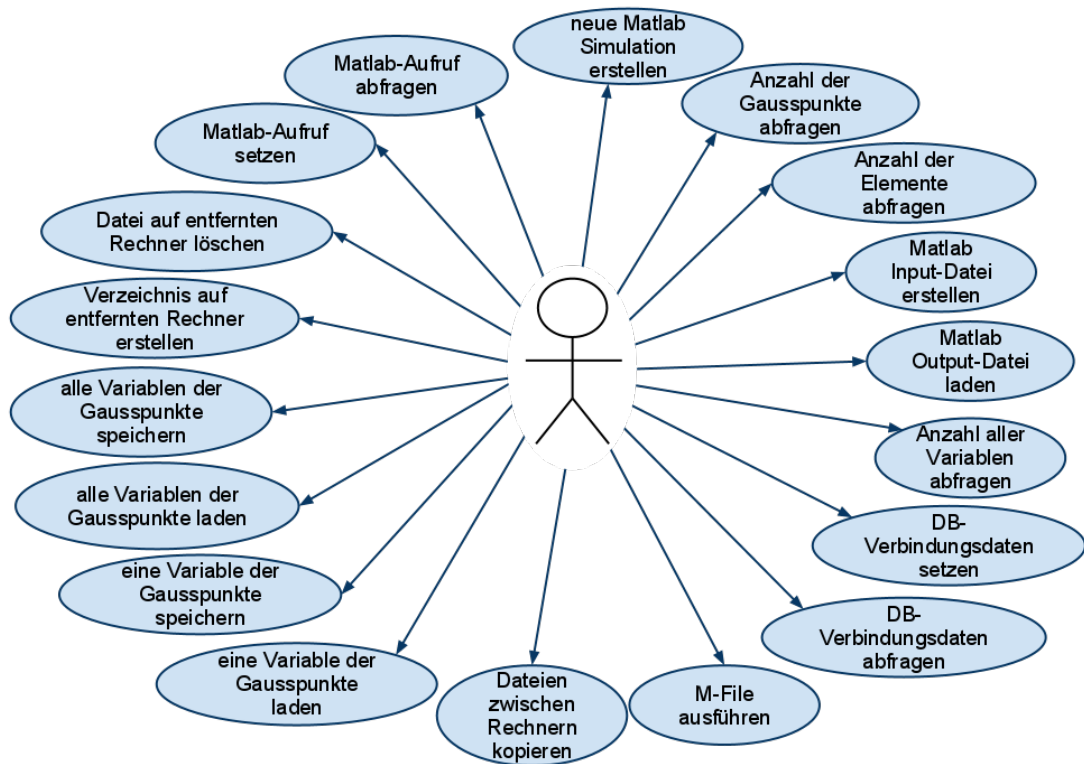 neue Matlab
Simulation
erstellen
Matlab-Aufruf
abfragen
Anzahl der
Gausspunkte
abfragen
Matlab-Aufruf
setzen
Anzahl der
Elemente
abfragen
Datei auf entfernten
Rechner löschen
Matlab
Input-Datei
erstellen
Verzeichnis auf
entfernten Rechner
erstellen
Matlab
Output-Datei
laden
alle Variablen der
Gausspunkte
speichern
Anzahl aller
Variablen
abfragen
alle Variablen der
Gausspunkte laden
DB-
Verbindungsdaten
setzen
eine Variable der
Gausspunkte
speichern
DB-
Verbindungsdaten
abfragen
eine Variable der
Gausspunkte
laden
Dateien
zwischen
Rechnern
kopieren
M-File
ausführen